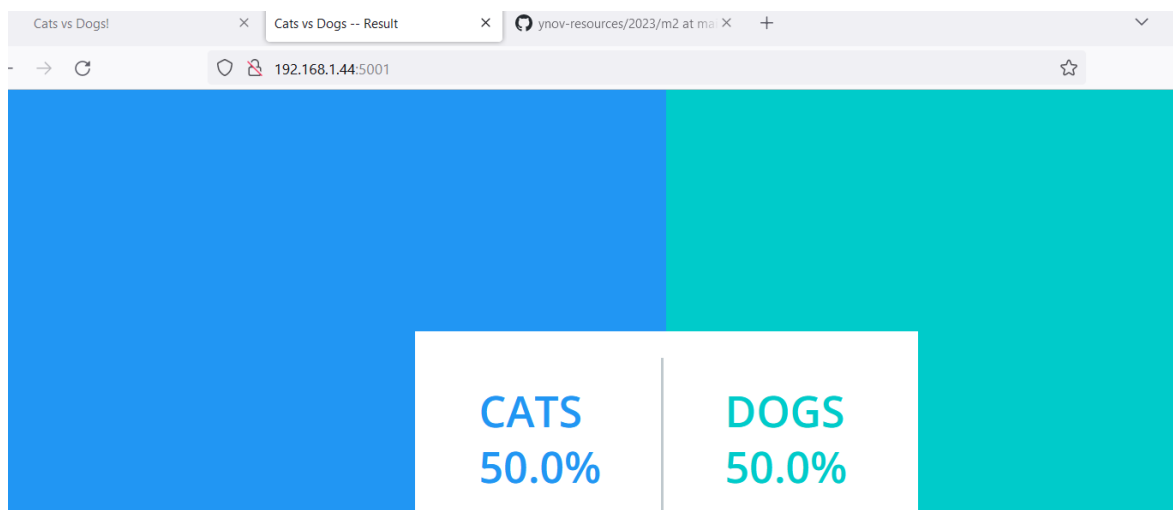 Cats vs Dogs!
Cats vs Dogs -- Result
ynov-resources/2023/m2 at ma
192.168.1.44:5001
CATS
DOGS
50.0%
50.0%